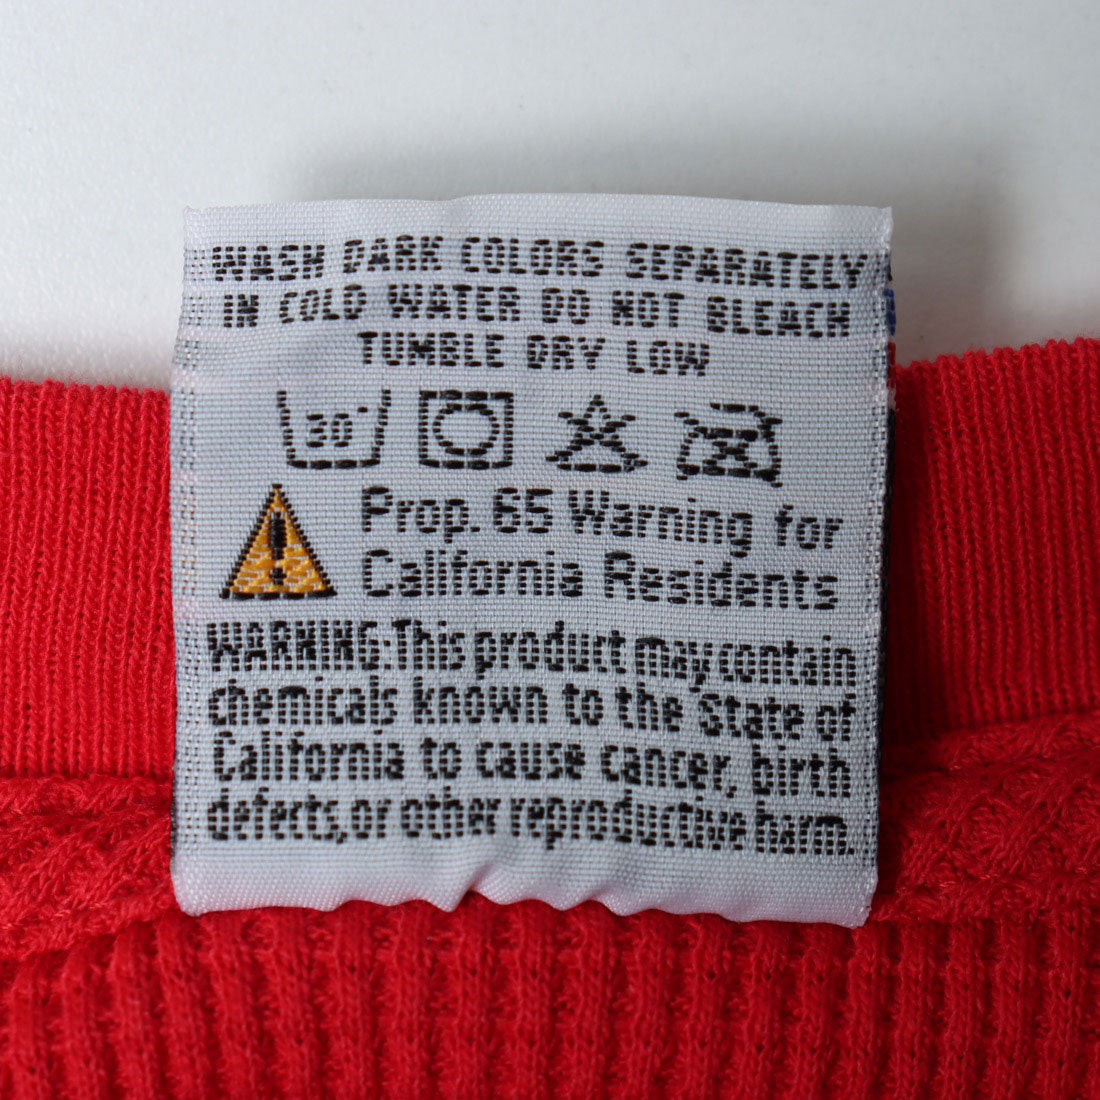 WASH DARK COLORS SEPARATELY
IN COLD WATER DO NOT BLEACH
TUMBLE DRY LOW
30°
Prop. 65 Warning for
California Residents
WARNING: This product may contain
chemicals known to the State of
California to cause cancer, birth
defects, or other reproductive harm.